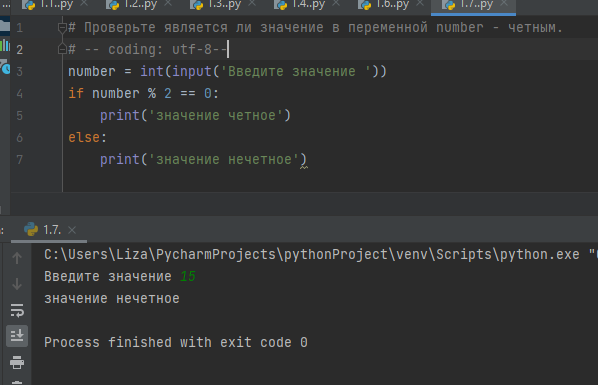 1.1..py 1.2..py 1.3..py 1.4..py 1.6..py 1.7..py
1 # Проверьте является ли значение в переменной number - четным.
2 # -- coding: utf-8--
3 number = int(input('Введите значение '))
4 if number % 2 == 0:
5 print('значение четное')
6 else:
7 print('значение нечетное')
1.7.
C:\Users\Liza\PycharmProjects\pythonProject\venv\Scripts\python.exe "
Введите значение 15
значение нечетное
Process finished with exit code 0